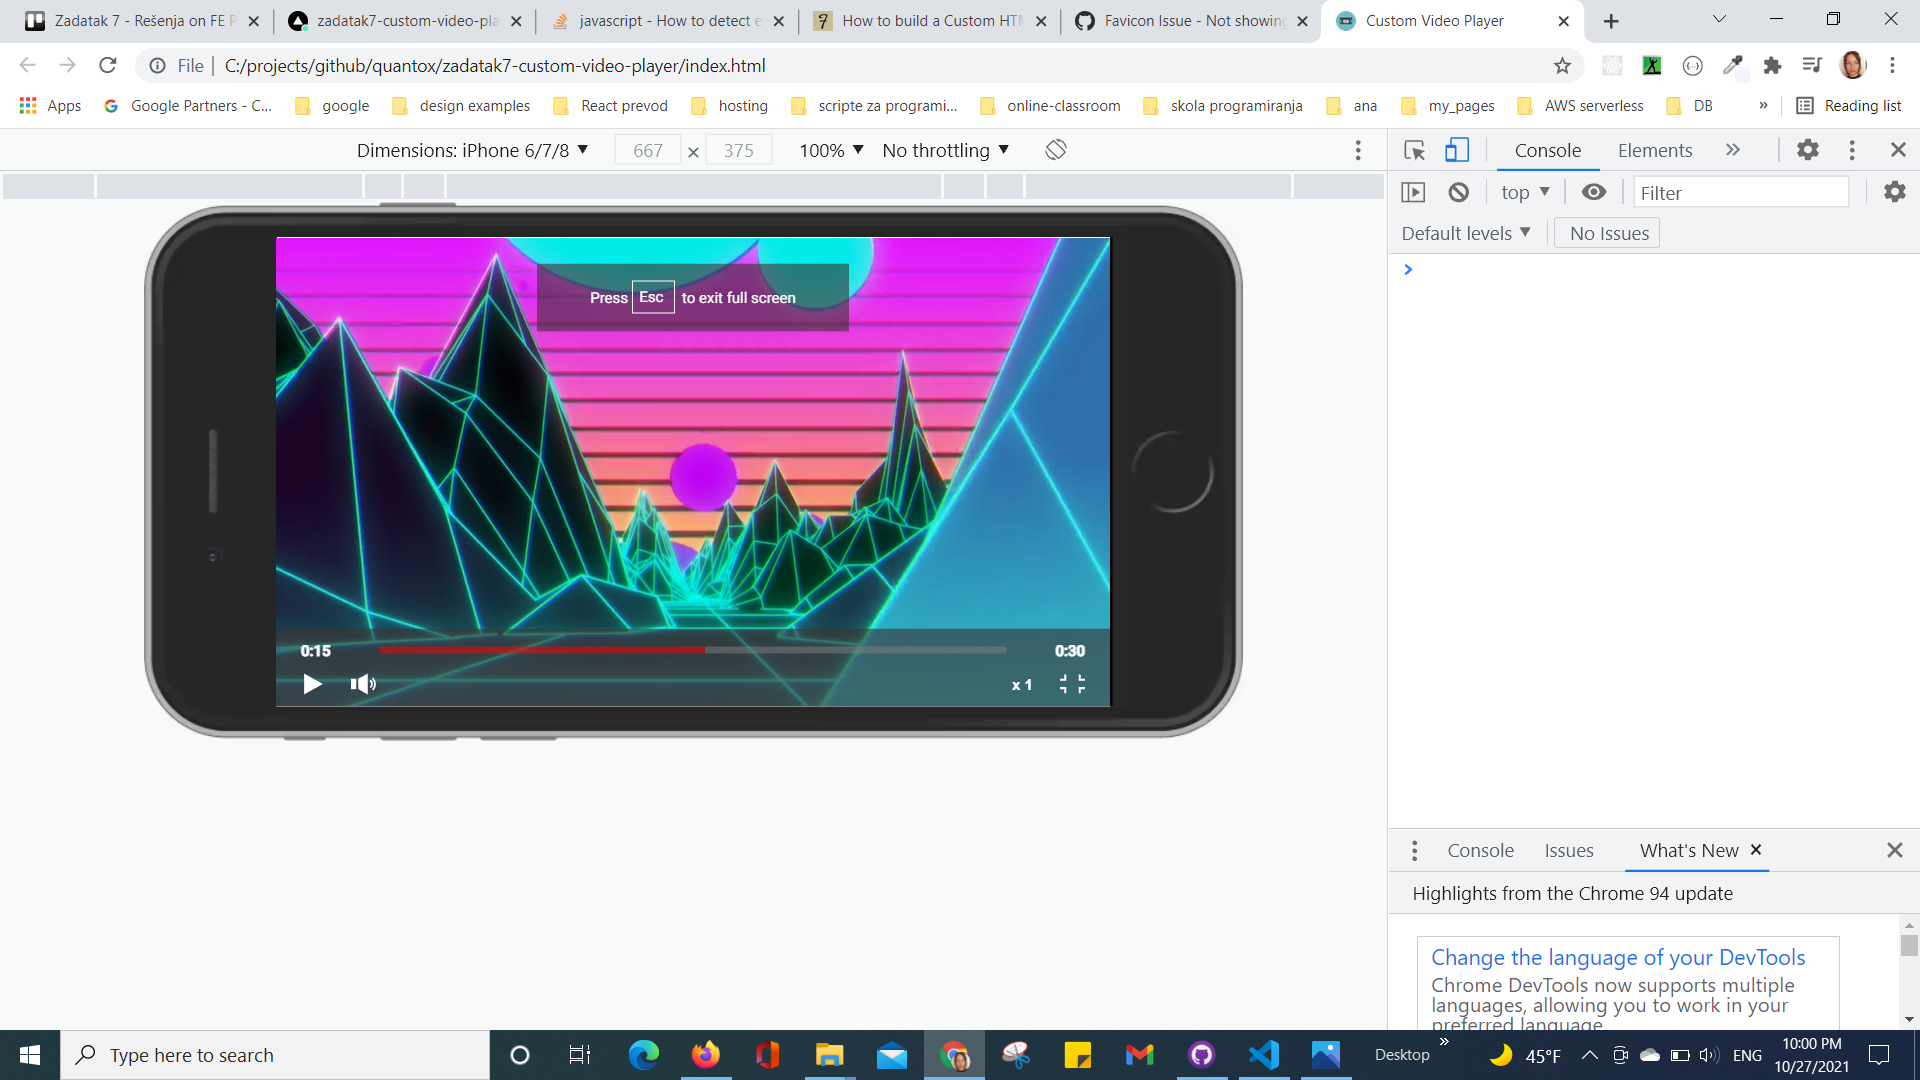 Zadatak 7 - Rešenja on FE P
zadatak7-custom-video-pla
javascript - How to detect e
How to build a Custom HTM
Favicon Issue - Not showing
Custom Video Player
File
C:/projects/github/quantox/zadatak7-custom-video-player/index.html
Apps
Google Partners - C...
google
design examples
React prevod
hosting
scripte za programi...
online-classroom
skola programiranja
ana
my_pages
AWS serverless
DB
»
Reading list
Dimensions: iPhone 6/7/8
667
×
375
100%
No throttling
Console
Elements
»
top
Filter
Default levels
No Issues
Press Esc to exit full screen
0:15
0:30
x 1
Console
Issues
What's New
Highlights from the Chrome 94 update
Change the language of your DevTools
Chrome DevTools now supports multiple
languages, allowing you to work in your
preferred language
Type here to search
Desktop
»
45°F
ENG
10:00 PM
10/27/2021